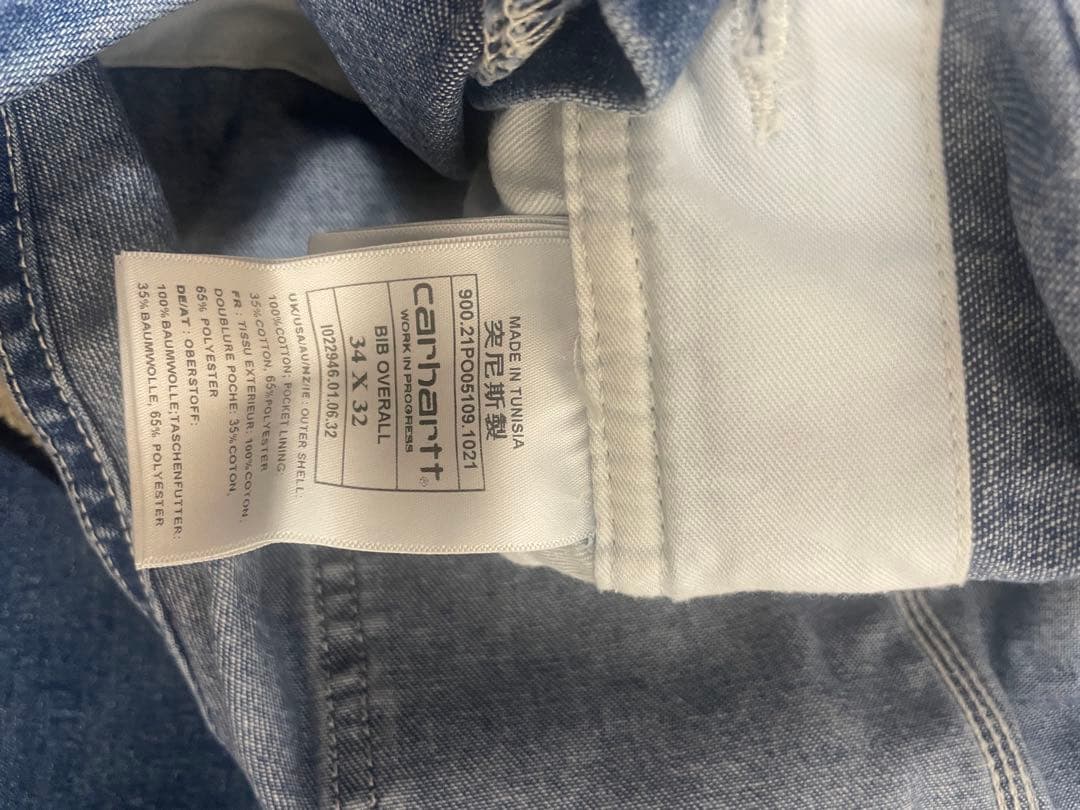 MADE IN TUNISIA
突尼斯製
900.21PO05109.1021
carhartt®
WORK IN PROGRESS
BIB OVERALL
34 X 32
I022946.01.06.32
UK/USA/AU/NZ/IE : OUTER SHELL:
100%COTTON; POCKET LINING:
35%COTTON, 65%POLYESTER
FR : TISSU EXTERIEUR: 100%COTON;
DOUBLURE POCHE: 35%COTON,
65% POLYESTER
DE/AT : OBERSTOFF:
100%BAUMWOLLE;TASCHENFUTTER:
35%BAUMWOLLE, 65% POLYESTER